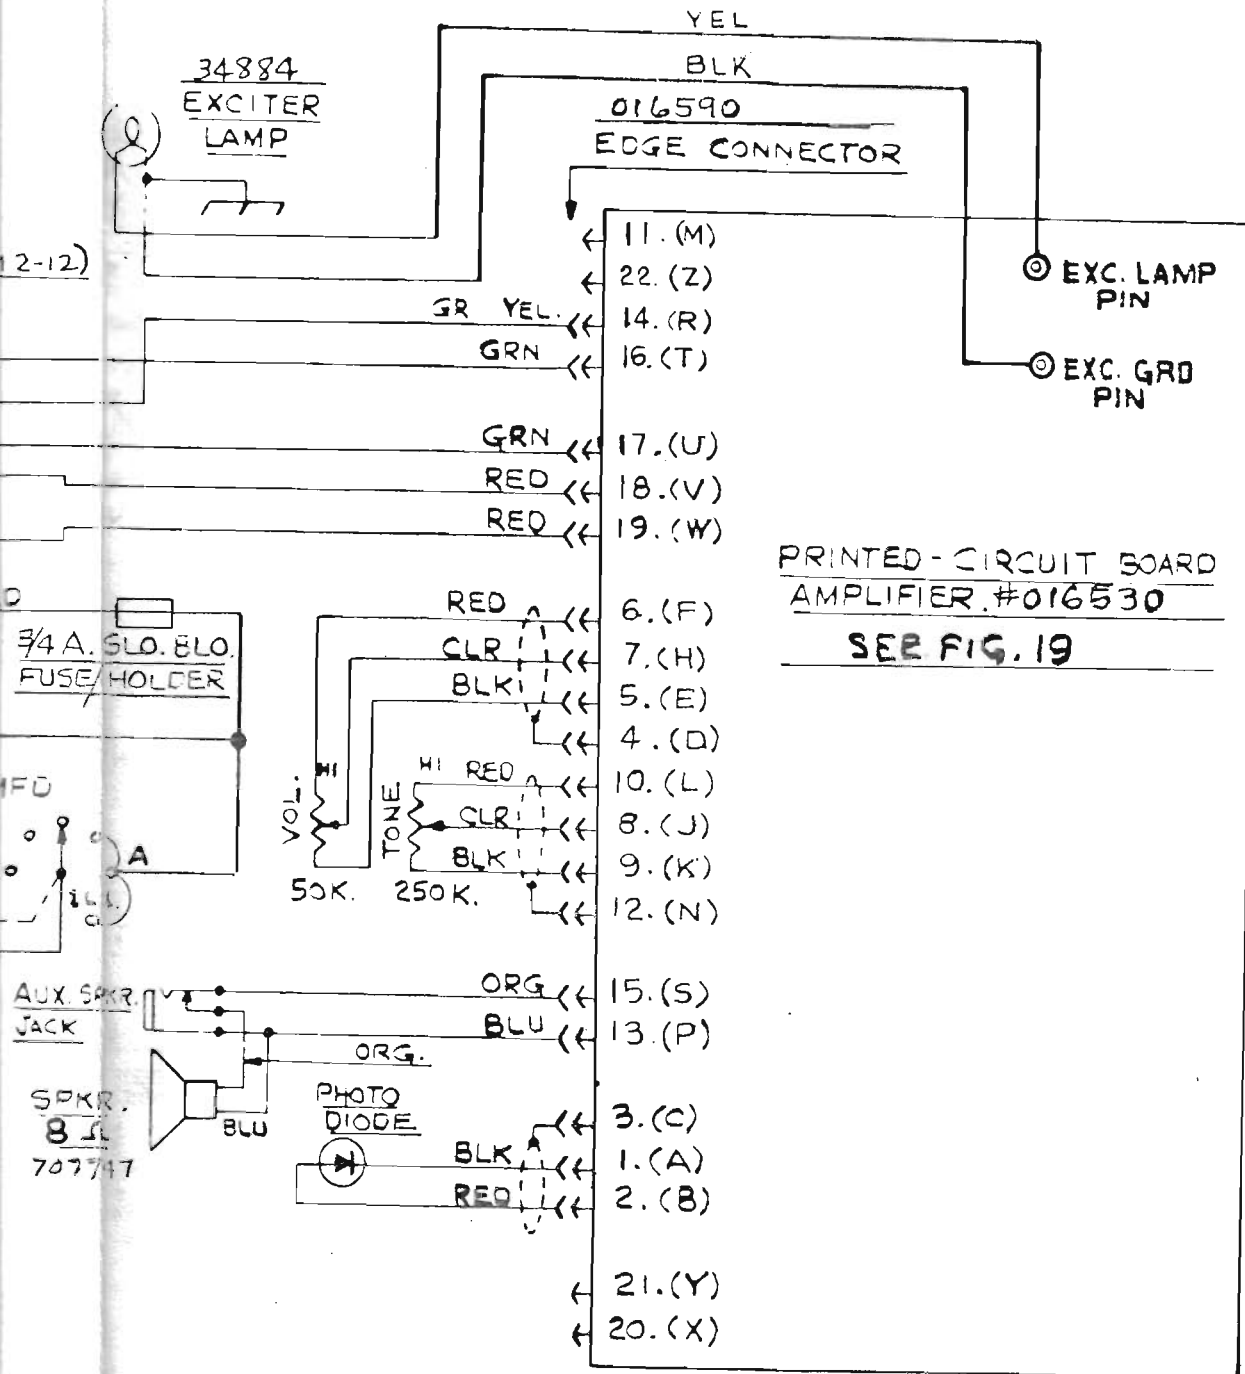 YEL
34884
EXCITER
LAMP
BLK
016590
EDGE CONNECTOR
11.(M)
2-12)
22.(Z)
EXC. LAMP
PIN
GR YEL.
14.(R)
GRN
16.(T)
EXC. GRD
PIN
GRN
17.(U)
RED
18.(V)
RED
19.(W)
PRINTED-CIRCUIT BOARD
AMPLIFIER.#016530
SEE FIG.19
RED
6.(F)
3/4 A. SLO. BLO.
FUSE/HOLDER
CLR
7.(H)
BLK
5.(E)
4.(D)
HI
VOL.
50K.
HI
TONE
250K.
RED
10.(L)
CLR
8.(J)
BLK
9.(K)
12.(N)
MFD
A
AUX. SPKR.
JACK
ORG
15.(S)
BLU
13.(P)
ORG.
SPKR.
8 Ω
707747
BLU
PHOTO
DIODE
3.(C)
BLK
1.(A)
RED
2.(B)
21.(Y)
20.(X)